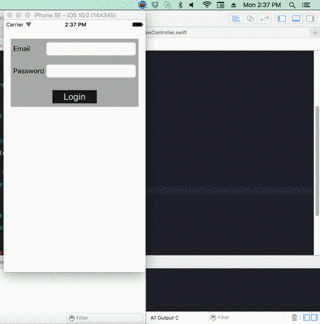 Mon 2:37 PM
iPhone SE - iOS 10.0 (14A345)
Carrier 2:37 PM
Email
Password
Login
ewController.swift
Filter
All Output
Filter